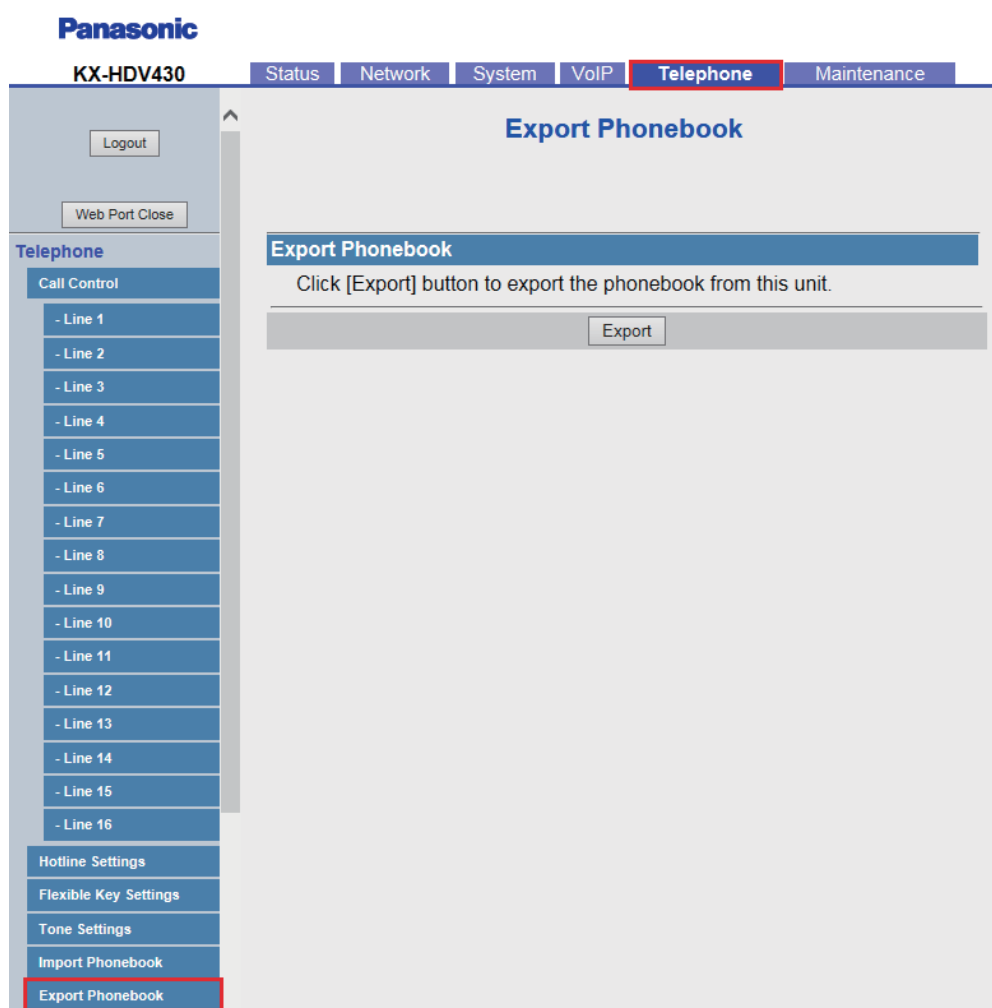 Panasonic
KX-HDV430
Status Network System VoIP Telephone Maintenance
Logout
Web Port Close
Telephone
Call Control
- Line 1
- Line 2
- Line 3
- Line 4
- Line 5
- Line 6
- Line 7
- Line 8
- Line 9
- Line 10
- Line 11
- Line 12
- Line 13
- Line 14
- Line 15
- Line 16
Hotline Settings
Flexible Key Settings
Tone Settings
Import Phonebook
Export Phonebook
Export Phonebook
Export Phonebook
Click [Export] button to export the phonebook from this unit.
Export